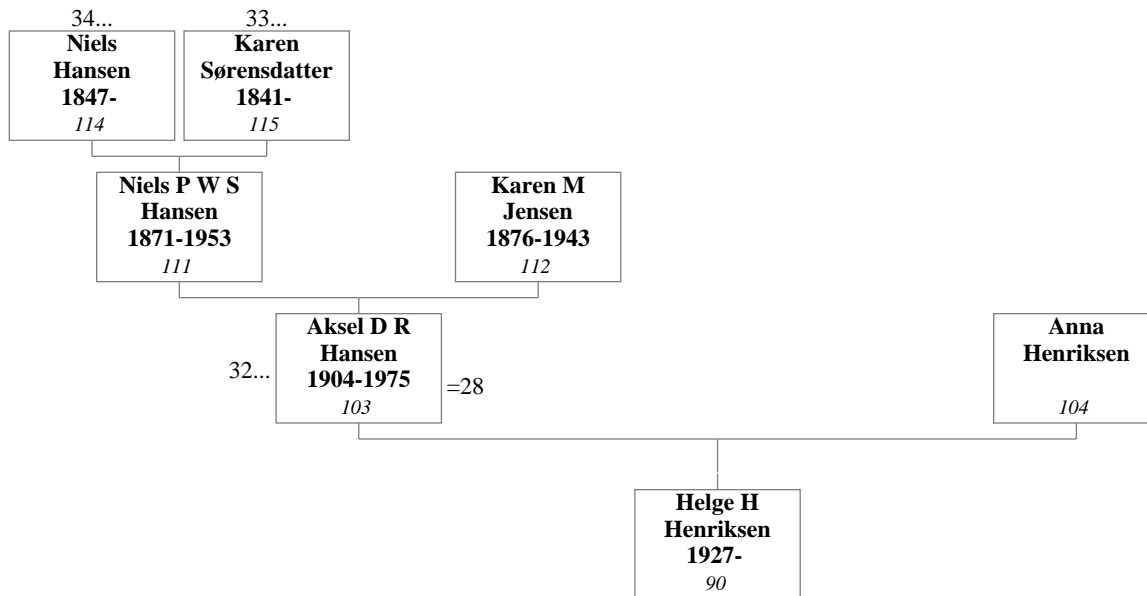 34...
33...
Niels
Hansen
1847-
114
Karen
Sørensdatter
1841-
115
Niels P W S
Hansen
1871-1953
111
Karen M
Jensen
1876-1943
112
32...
Aksel D R
Hansen
1904-1975
103
=28
Anna
Henriksen
104
Helge H
Henriksen
1927-
90